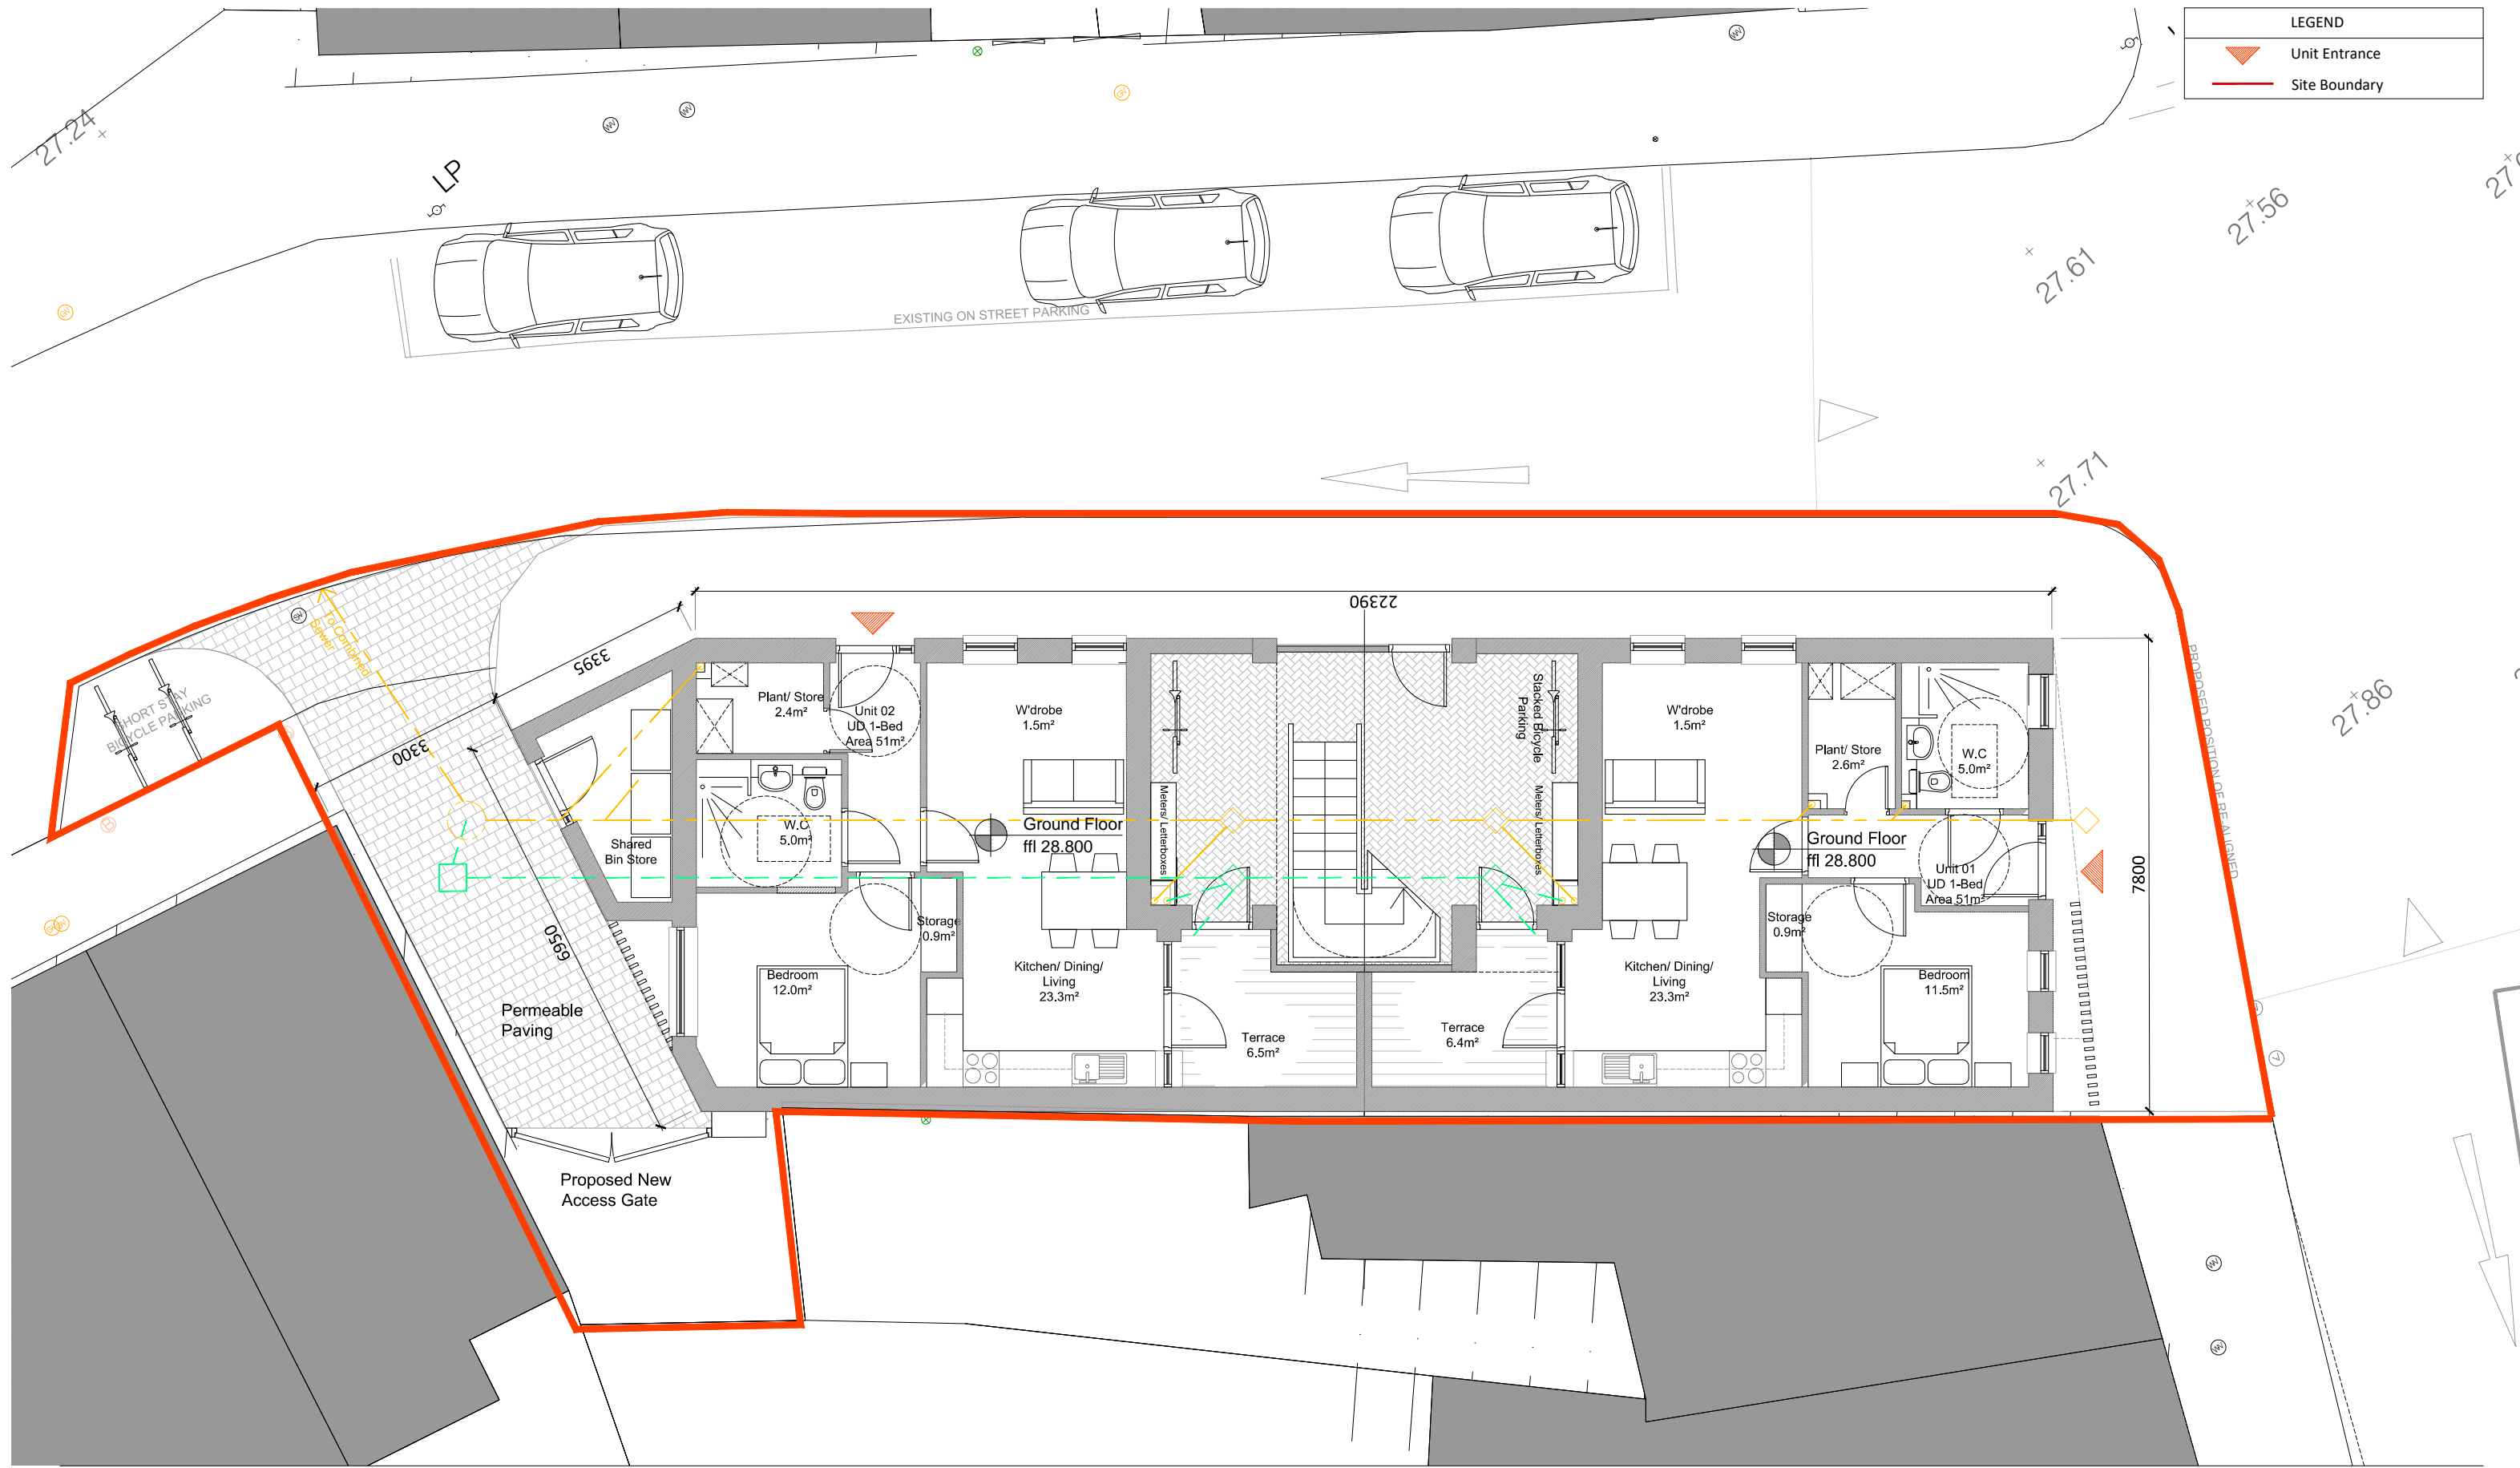 LEGEND
Unit Entrance
Site Boundary
27.24
LP
27.56
27.61
EXISTING ON STREET PARKING
27.71
27.86
PROPOSED POSITION OF RE-ALIGNED
22390
3395
3300
6950
7800
To Combined
Sewer
SHORT STAY
BICYCLE PARKING
Plant/ Store
2.4m²
Unit 02
UD 1-Bed
Area 51m²
W'drobe
1.5m²
Stacked Bicycle
Parking
W'drobe
1.5m²
Plant/ Store
2.6m²
W.C
5.0m²
Shared
Bin Store
W.C
5.0m²
Ground Floor
ffl 28.800
Meters/ Letterboxes
Meters/ Letterboxes
Ground Floor
ffl 28.800
Unit 01
UD 1-Bed
Area 51m²
Storage
0.9m²
Storage
0.9m²
Bedroom
12.0m²
Kitchen/ Dining/
Living
23.3m²
Terrace
6.5m²
Terrace
6.4m²
Kitchen/ Dining/
Living
23.3m²
Bedroom
11.5m²
Permeable
Paving
Proposed New
Access Gate